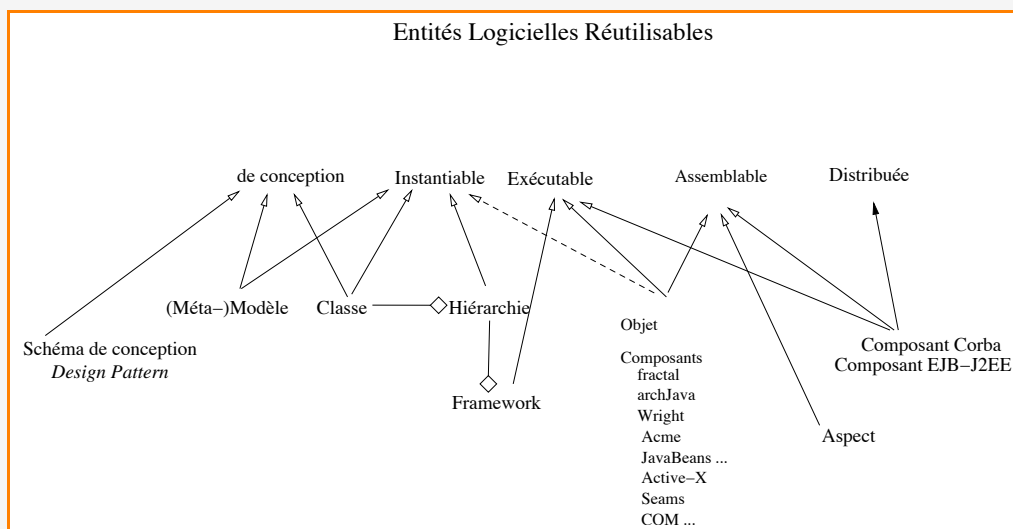 Entités Logicielles Réutilisables
de conception
Instantiable
Exécutable
Assemblable
Distribuée
(Méta−)Modèle
Classe
Hiérarchie
Objet
Schéma de conception
Design Pattern
Composants
fractal
archJava
Wright
Acme
JavaBeans ...
Active−X
Seams
COM ...
Composant Corba
Composant EJB−J2EE
Framework
Aspect